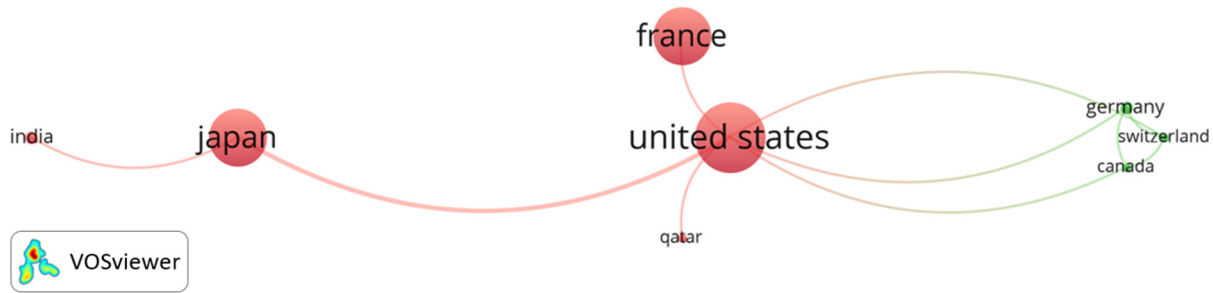 france
germany
india
japan
united states
switzerland
canada
qatar
VOSviewer